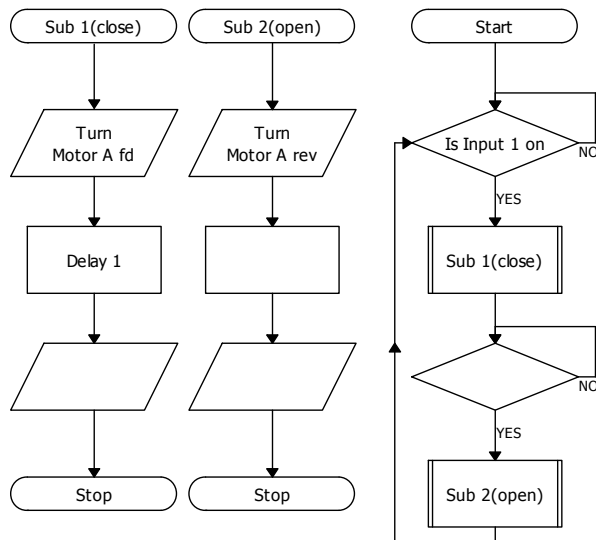 Sub 1(close)
Turn
Motor A fd
Delay 1
Stop
Sub 2(open)
Turn
Motor A rev
Stop
Start
Is Input 1 on
NO
YES
Sub 1(close)
NO
YES
Sub 2(open)